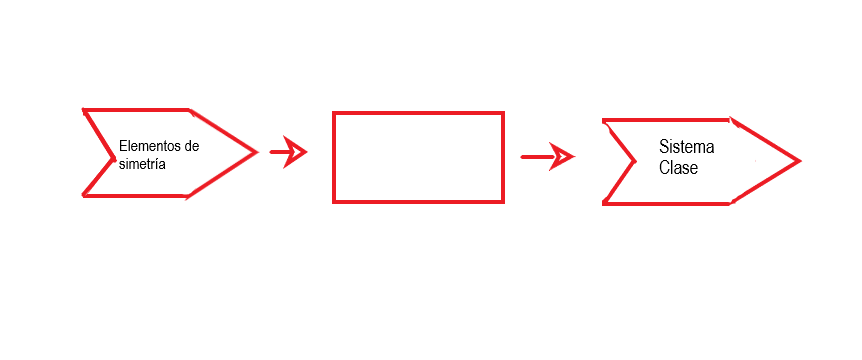 Elementos de
simetría
Sistema
Clase